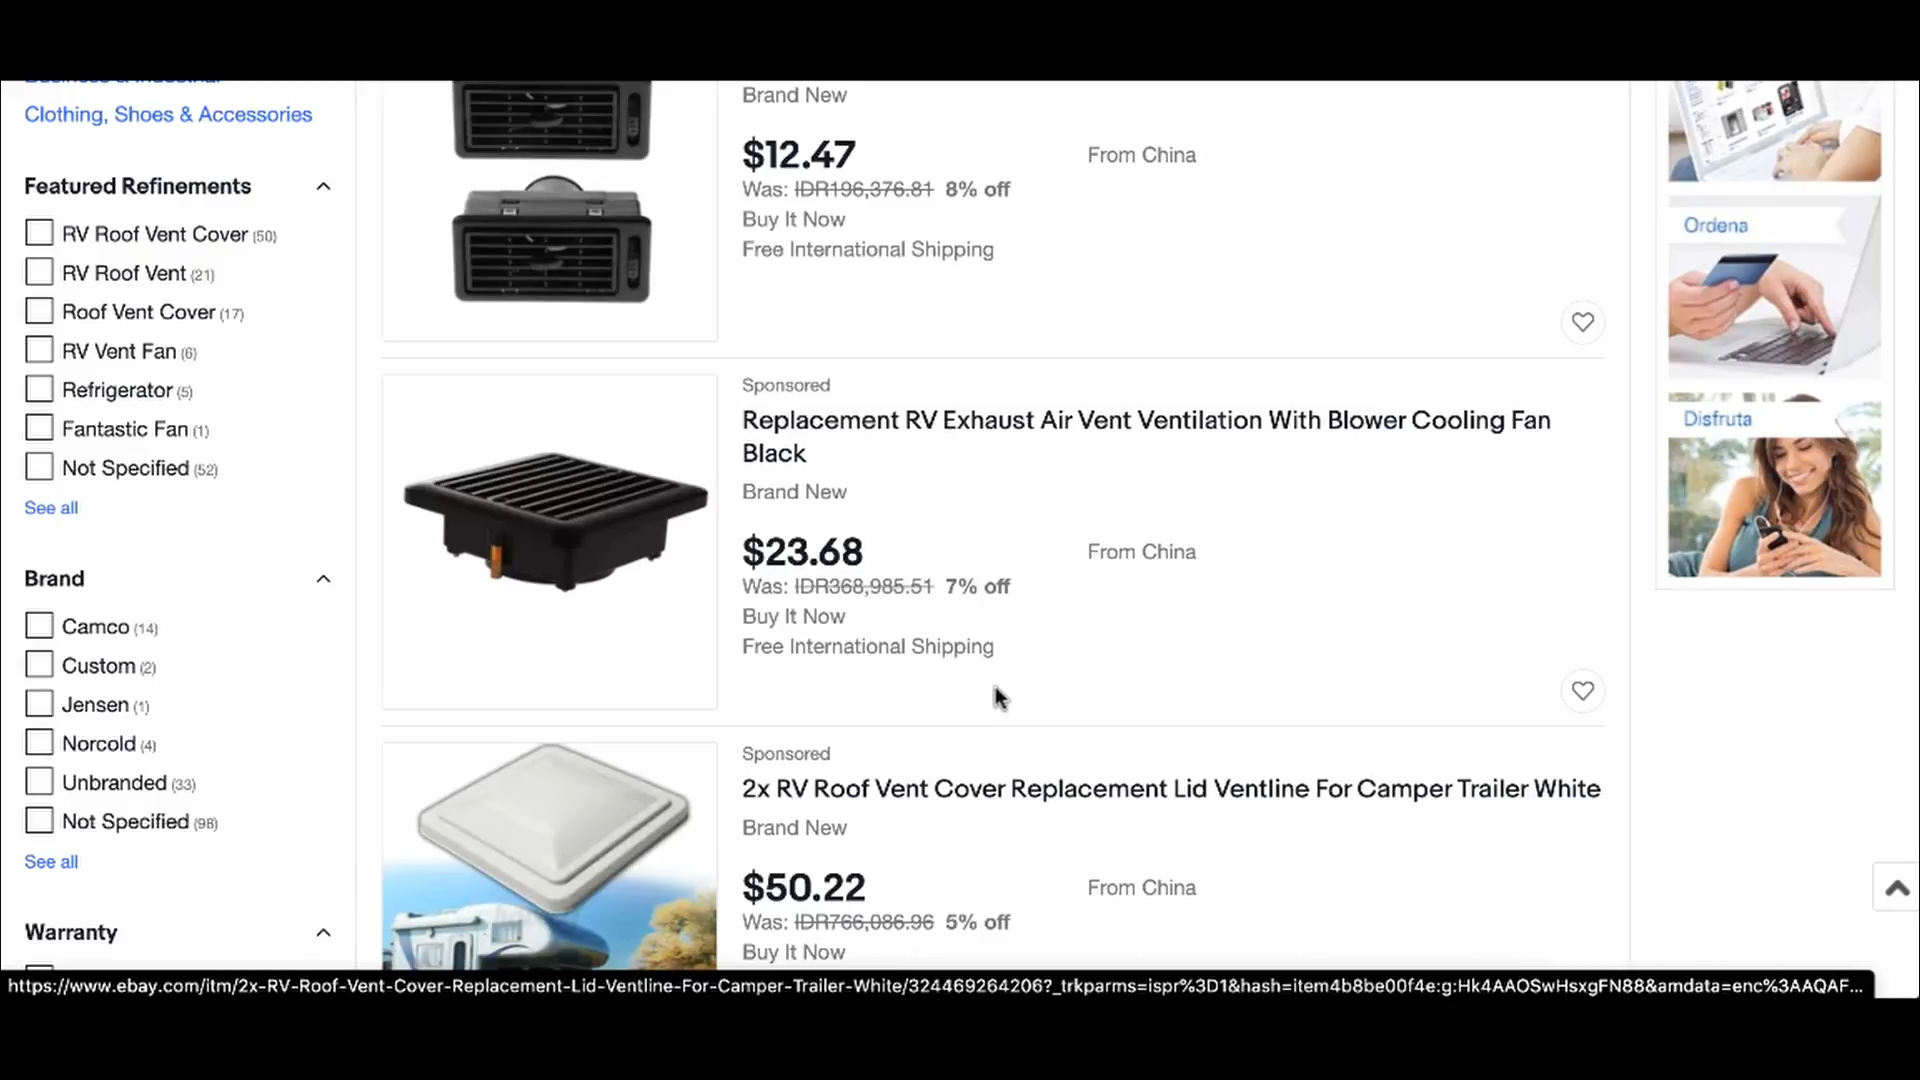 Business & Industrial
Clothing, Shoes & Accessories
Featured Refinements
RV Roof Vent Cover (50)
RV Roof Vent (21)
Roof Vent Cover (17)
RV Vent Fan (6)
Refrigerator (5)
Fantastic Fan (1)
Not Specified (52)
See all
Brand
Camco (14)
Custom (2)
Jensen (1)
Norcold (4)
Unbranded (33)
Not Specified (98)
See all
Warranty
Brand New
$12.47
From China
Was: IDR196,376.81 8% off
Buy It Now
Free International Shipping
Sponsored
Replacement RV Exhaust Air Vent Ventilation With Blower Cooling Fan
Black
Brand New
$23.68
From China
Was: IDR368,985.51 7% off
Buy It Now
Free International Shipping
Sponsored
2x RV Roof Vent Cover Replacement Lid Ventline For Camper Trailer White
Brand New
$50.22
From China
Was: IDR766,086.96 5% off
Buy It Now
Ordena
Disfruta
https://www.ebay.com/itm/2x-RV-Roof-Vent-Cover-Replacement-Lid-Ventline-For-Camper-Trailer-White/324469264206?_trkparms=ispr%3D1&hash=item4b8be00f4e:g:Hk4AAOSwHsxgFN88&amdata=enc%3AAQAF...